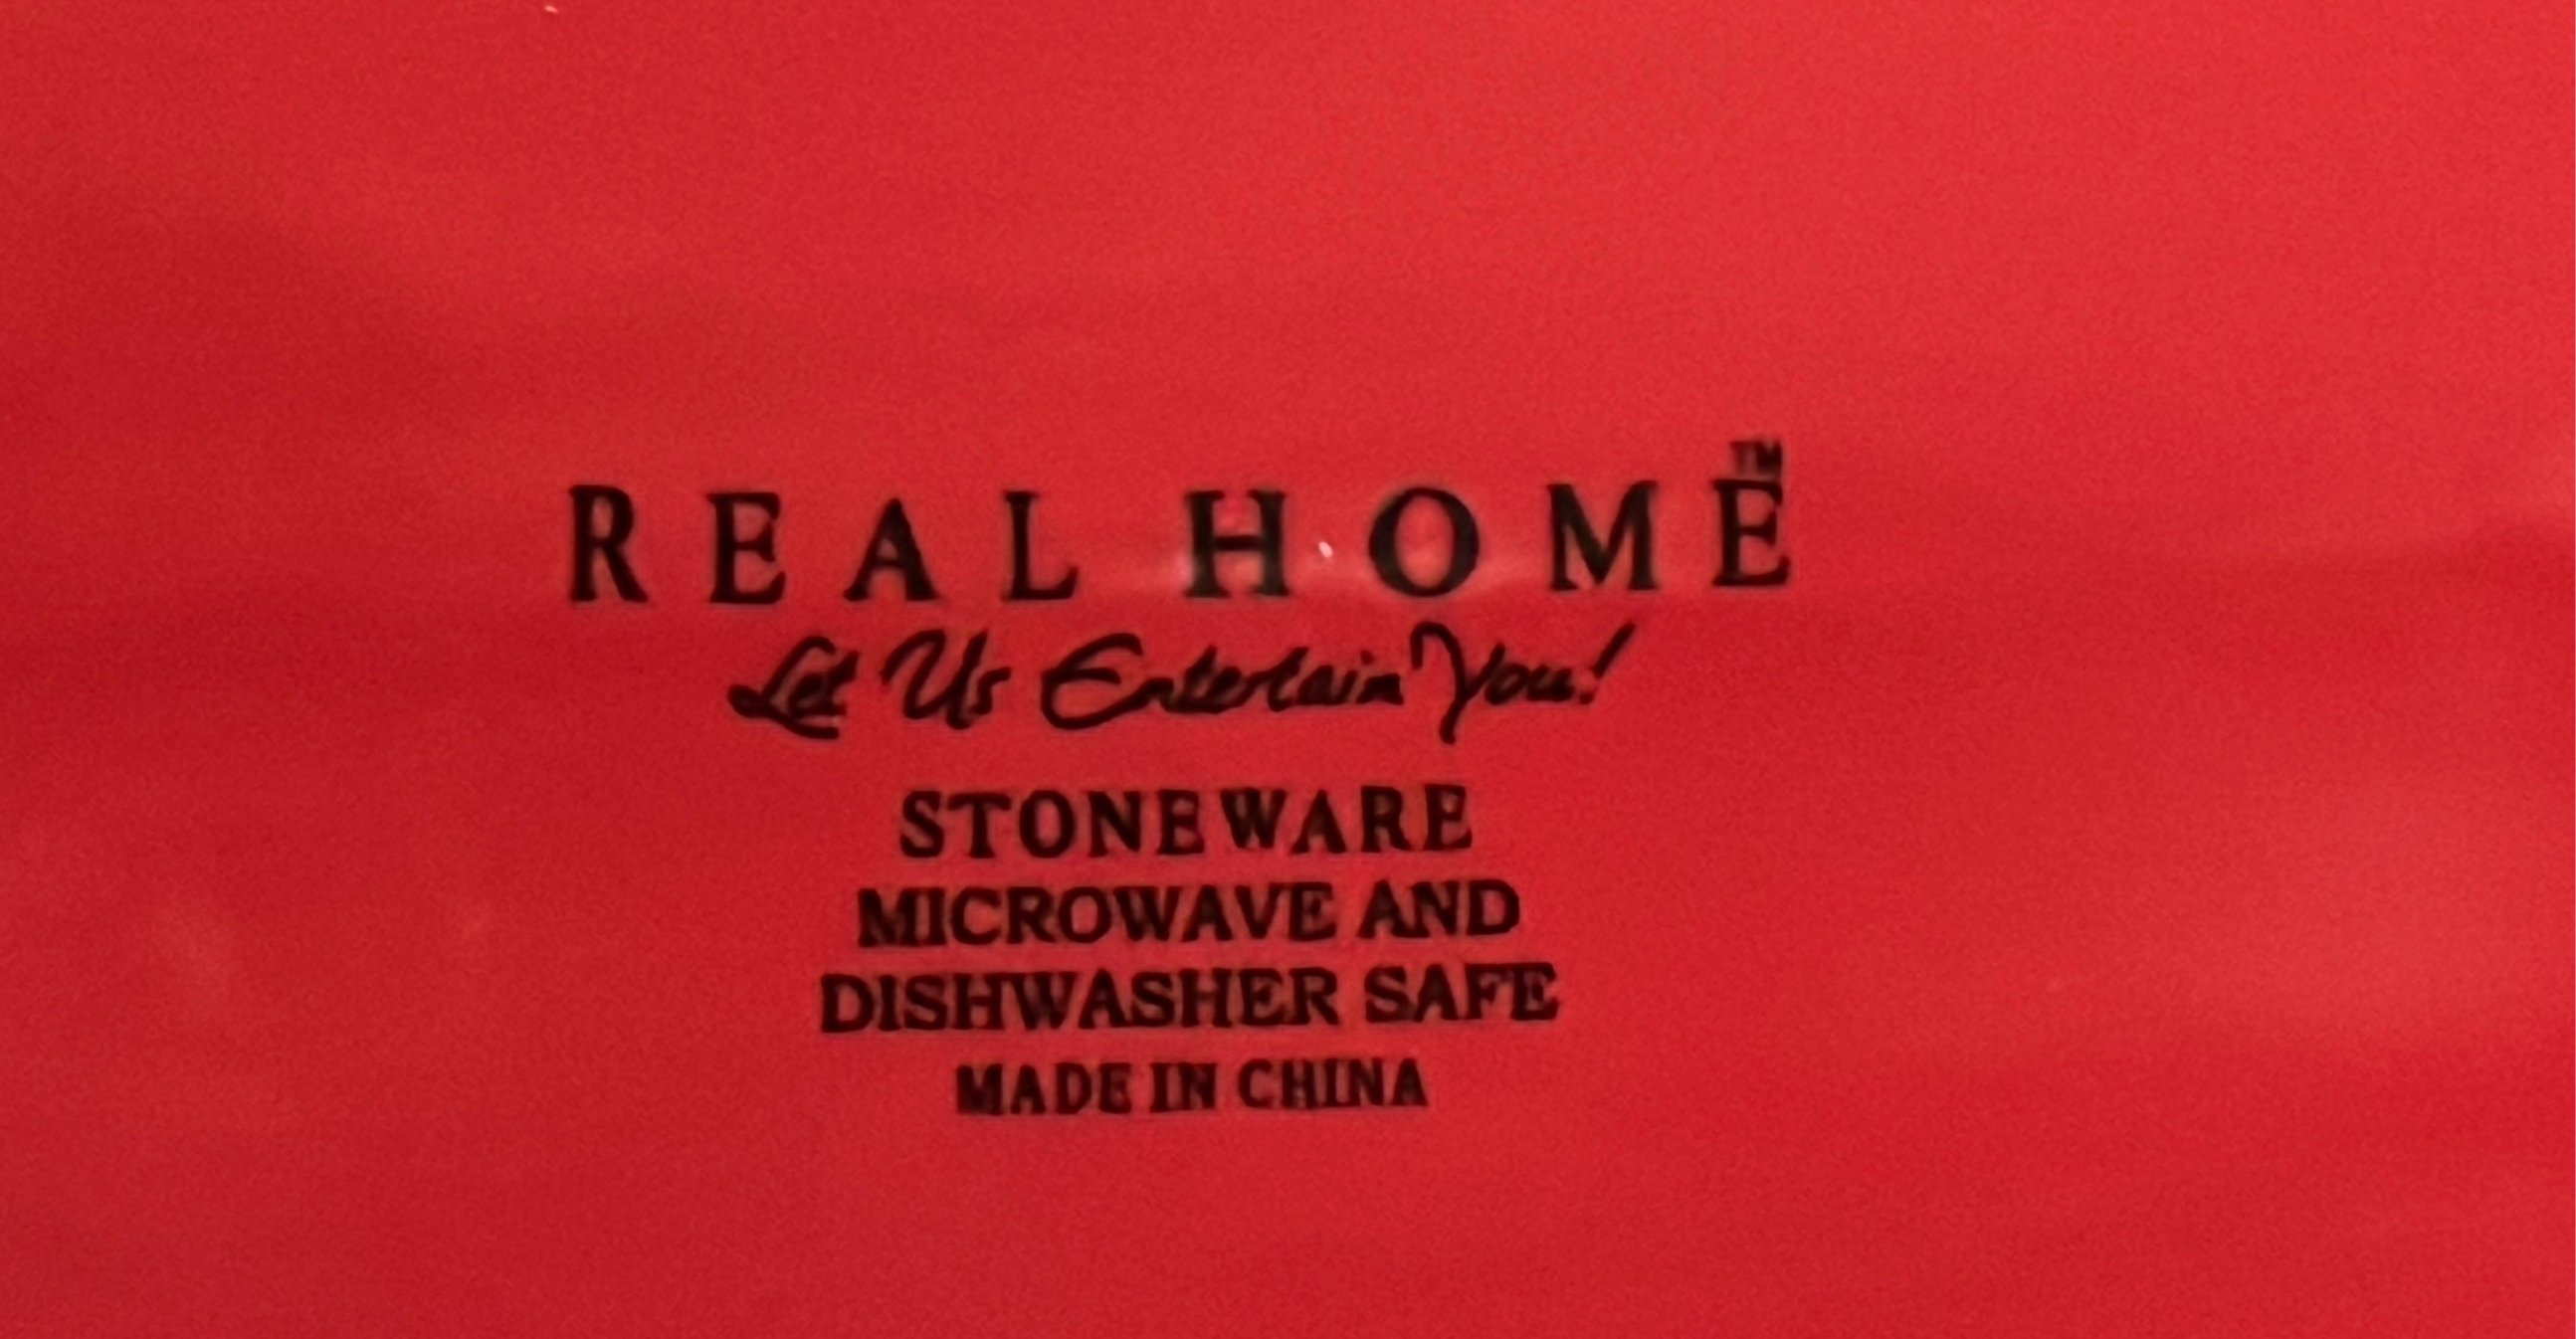 REAL HOME™
Let Us Entertain You!
STONEWARE
MICROWAVE AND
DISHWASHER SAFE
MADE IN CHINA